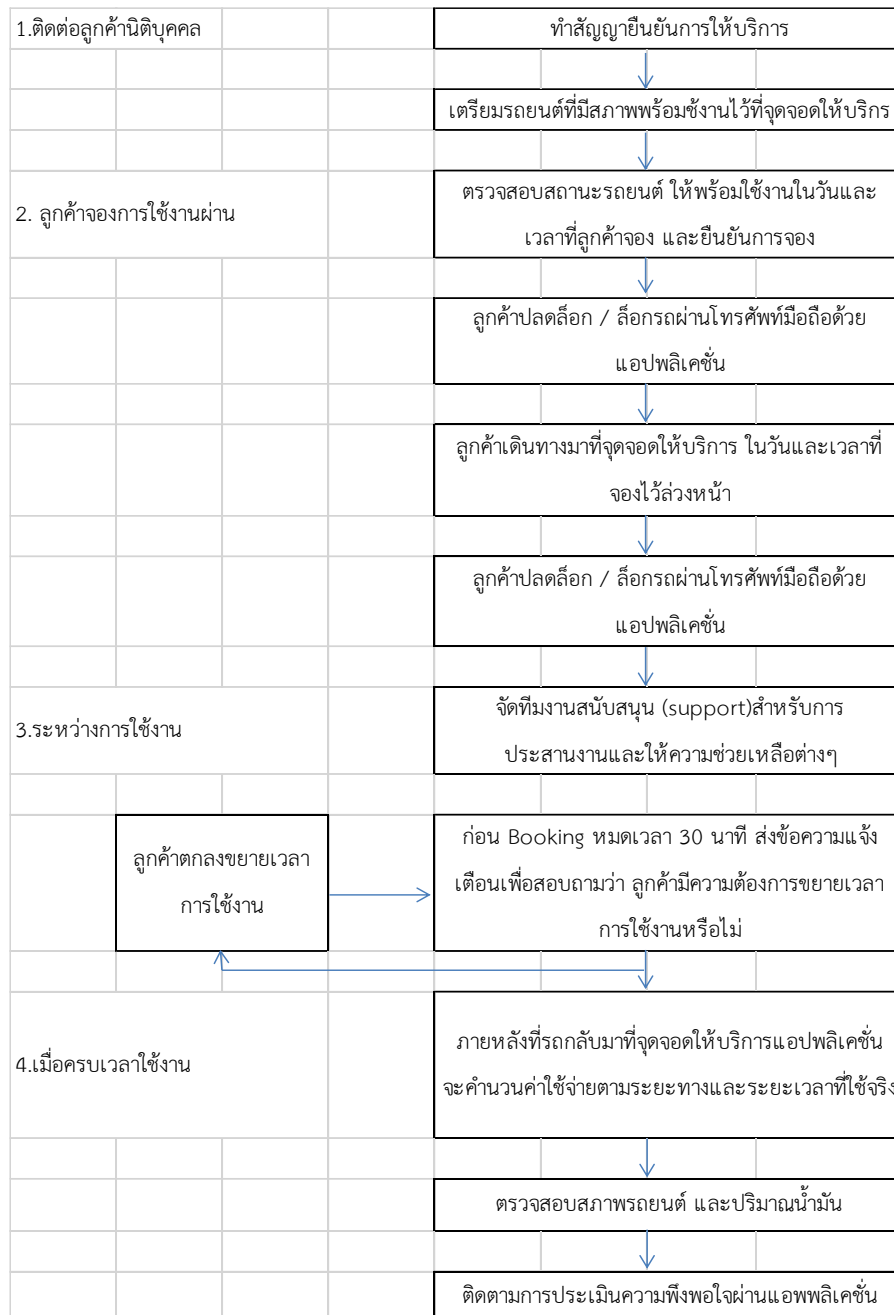 1.ติดต่อลูกค้านิติบุคคล
ทำสัญญายืนยันการให้บริการ
เตรียมรถยนต์ที่มีสภาพพร้อมช้งานไว้ที่จุดจอดให้บริกร
2. ลูกค้าจองการใช้งานผ่าน
ตรวจสอบสถานะรถยนต์ ให้พร้อมใช้งานในวันและ
เวลาที่ลูกค้าจอง และยืนยันการจอง
ลูกค้าปลดล็อก / ล็อกรถผ่านโทรศัพท์มือถือด้วย
แอปพลิเคชั่น
ลูกค้าเดินทางมาที่จุดจอดให้บริการ ในวันและเวลาที่
จองไว้ล่วงหน้า
ลูกค้าปลดล็อก / ล็อกรถผ่านโทรศัพท์มือถือด้วย
แอปพลิเคชั่น
3.ระหว่างการใช้งาน
จัดทีมงานสนับสนุน (support)สำหรับการ
ประสานงานและให้ความช่วยเหลือต่างๆ
ลูกค้าตกลงขยายเวลา
การใช้งาน
ก่อน Booking หมดเวลา 30 นาที ส่งข้อความแจ้ง
เตือนเพื่อสอบถามว่า ลูกค้ามีความต้องการขยายเวลา
การใช้งานหรือไม่
4.เมื่อครบเวลาใช้งาน
ภายหลังที่รถกลับมาที่จุดจอดให้บริการแอปพลิเคชั่น
จะคำนวนค่าใช้จ่ายตามระยะทางและระยะเวลาที่ใช้จริง
ตรวจสอบสภาพรถยนต์ และปริมาณน้ำมัน
ติดตามการประเมินความพึงพอใจผ่านแอพพลิเคชั่น